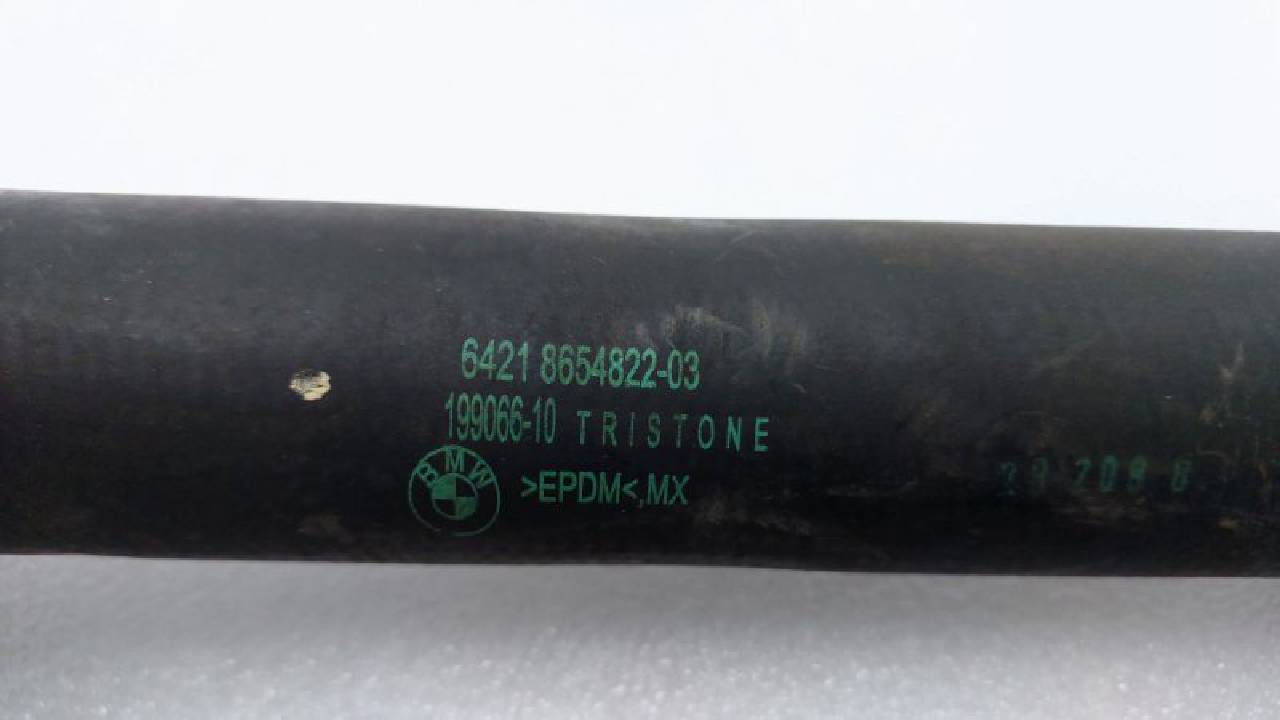 6421 8654822-03
199066-10 TRISTONE
BMW
>EPDM<,MX